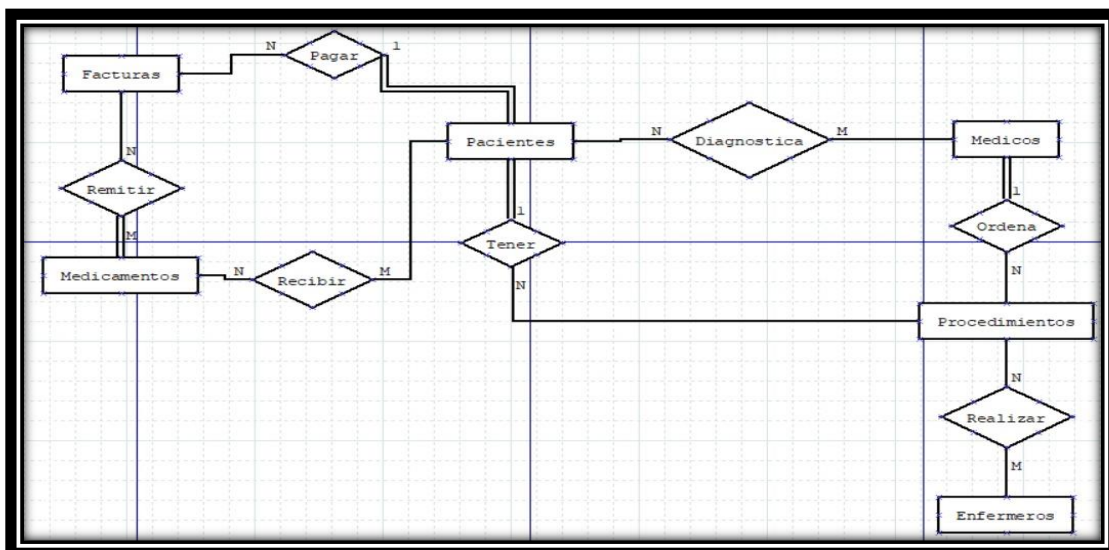 N
Pagar
1
Facturas
Pacientes
N
Diagnostica
M
Medicos
N
Remitir
M
1
Tener
N
1
Ordena
N
Medicamentos
N
Recibir
M
Procedimientos
N
Realizar
M
Enfermeros